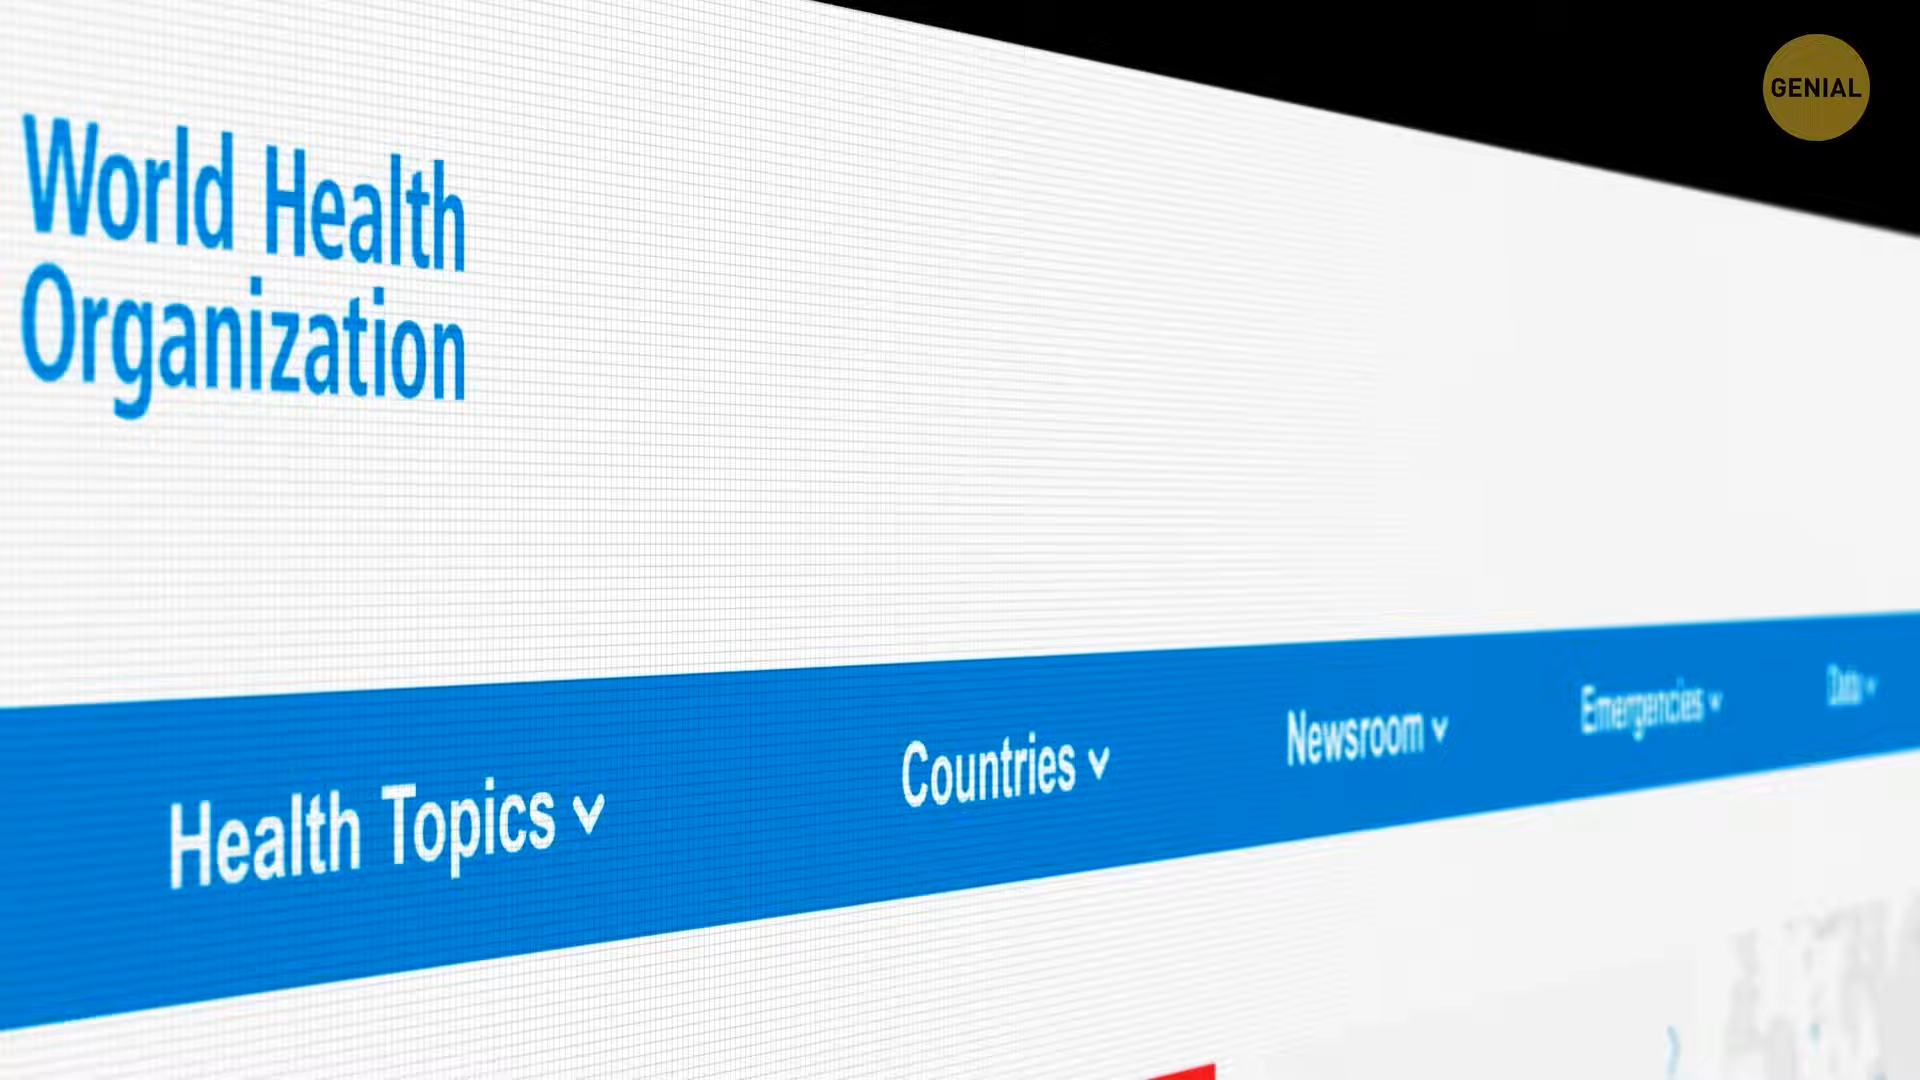 GENIAL
World Health
Organization
Health Topics
Countries
Newsroom
Emergencies
Data